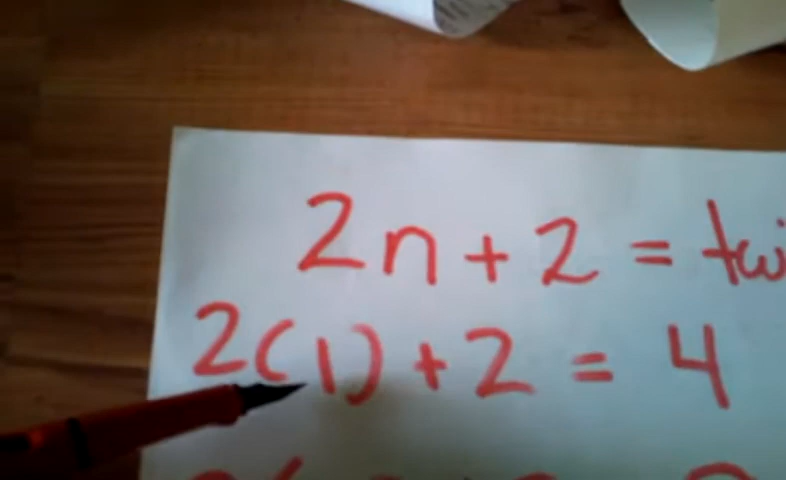 2n + 2 =
2(1) + 2 = 4